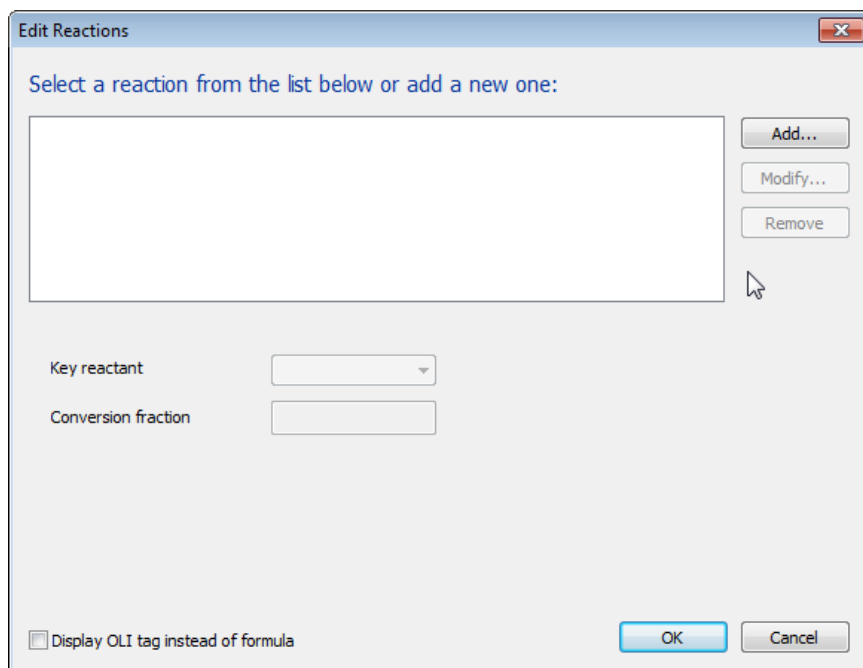 Edit Reactions
Select a reaction from the list below or add a new one:
Add...
Modify...
Remove
Key reactant
Conversion fraction
Display OLI tag instead of formula
OK
Cancel